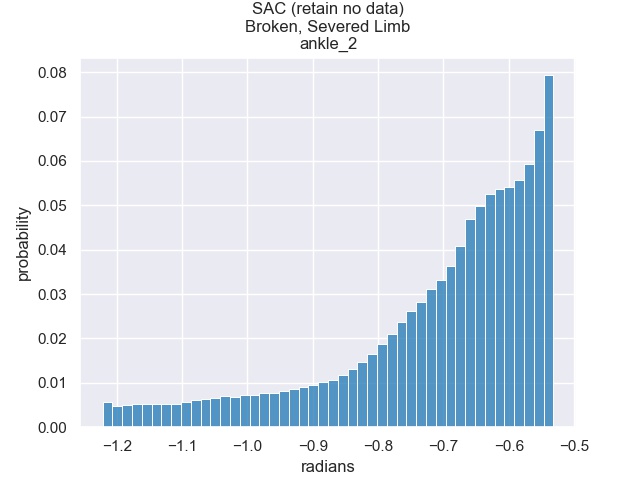 SAC (retain no data)
Broken, Severed Limb
ankle_2
0.08
0.07
0.06
0.05
0.04
0.03
0.02
0.01
0.00
probability
−1.2 −1.1 −1.0 −0.9 −0.8 −0.7 −0.6 −0.5
radians